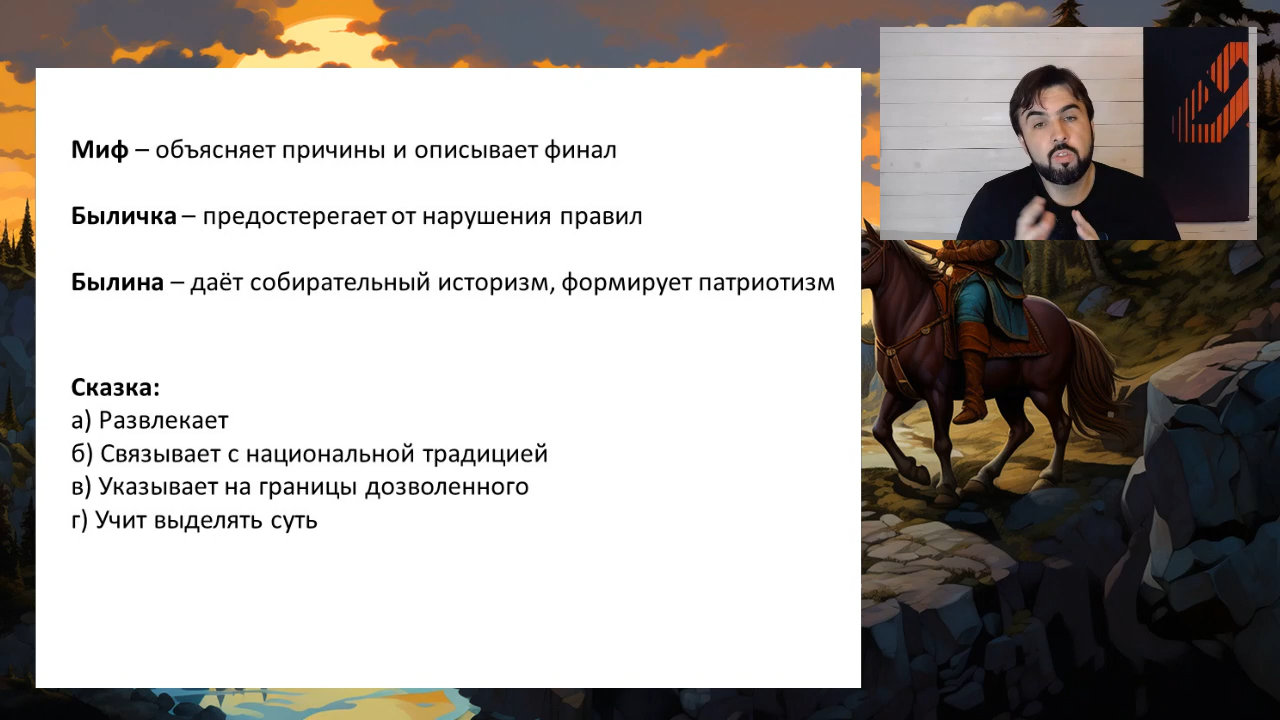 Миф – объясняет причины и описывает финал
Быличка – предостерегает от нарушения правил
Былина – даёт собирательный историзм, формирует патриотизм
Сказка:
а) Развлекает
б) Связывает с национальной традицией
в) Указывает на границы дозволенного
г) Учит выделять суть